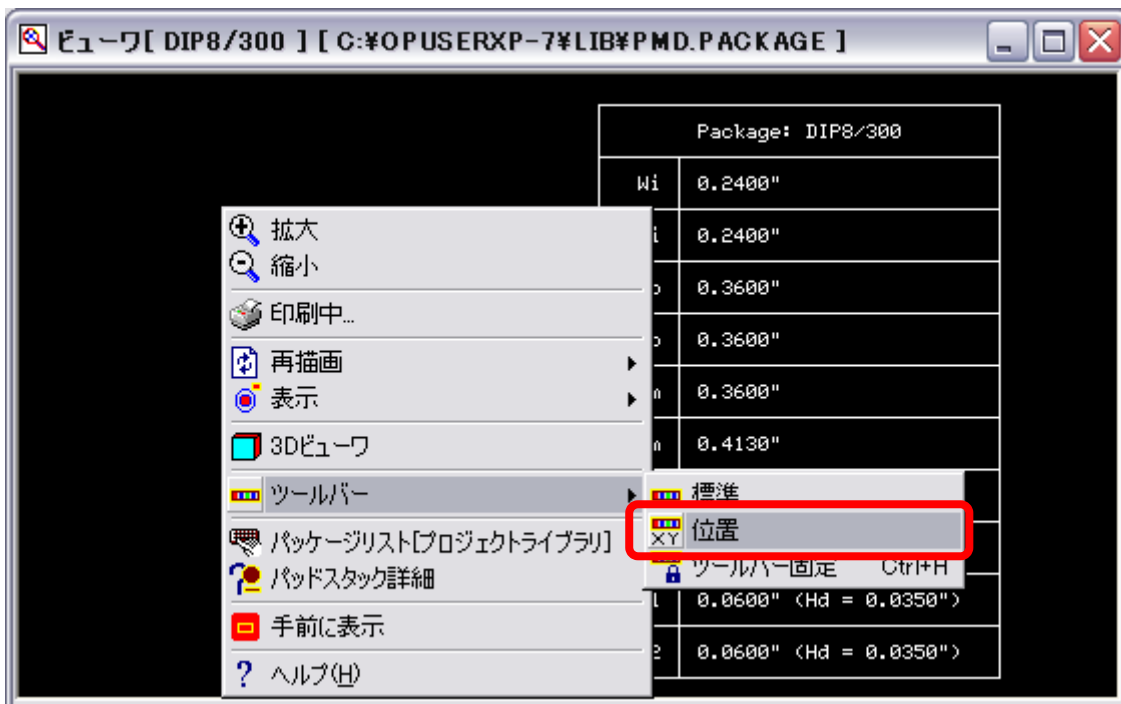 ビューワ[ DIP8/300 ] [ C:¥OPUSERXP-7¥LIB¥PMD.PACKAGE ]
Package: DIP8/300
Wi 0.2400"
i 0.2400"
0.3600"
0.3600"
0.3600"
0.4130"
0.0600" (Hd = 0.0350")
2 0.0600" (Hd = 0.0350")
拡大
縮小
印刷中...
再描画
表示
3Dビューワ
ツールバー
パッケージリスト[プロジェクトライブラリ]
パッドスタック詳細
手前に表示
? ヘルプ(H)
標準
XY 位置
ツールバー固定 Ctrl+H